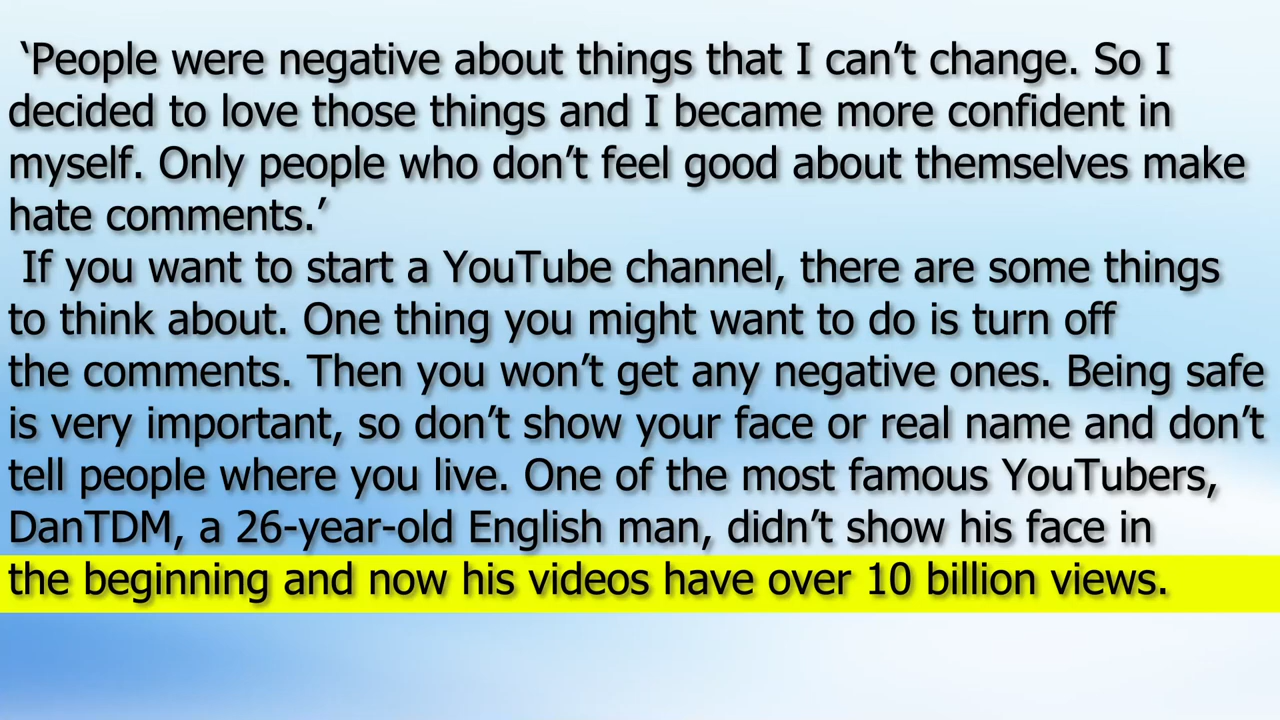 ‘People were negative about things that I can’t change. So I
decided to love those things and I became more confident in
myself. Only people who don’t feel good about themselves make
hate comments.’
If you want to start a YouTube channel, there are some things
to think about. One thing you might want to do is turn off
the comments. Then you won’t get any negative ones. Being safe
is very important, so don’t show your face or real name and don’t
tell people where you live. One of the most famous YouTubers,
DanTDM, a 26-year-old English man, didn’t show his face in
the beginning and now his videos have over 10 billion views.